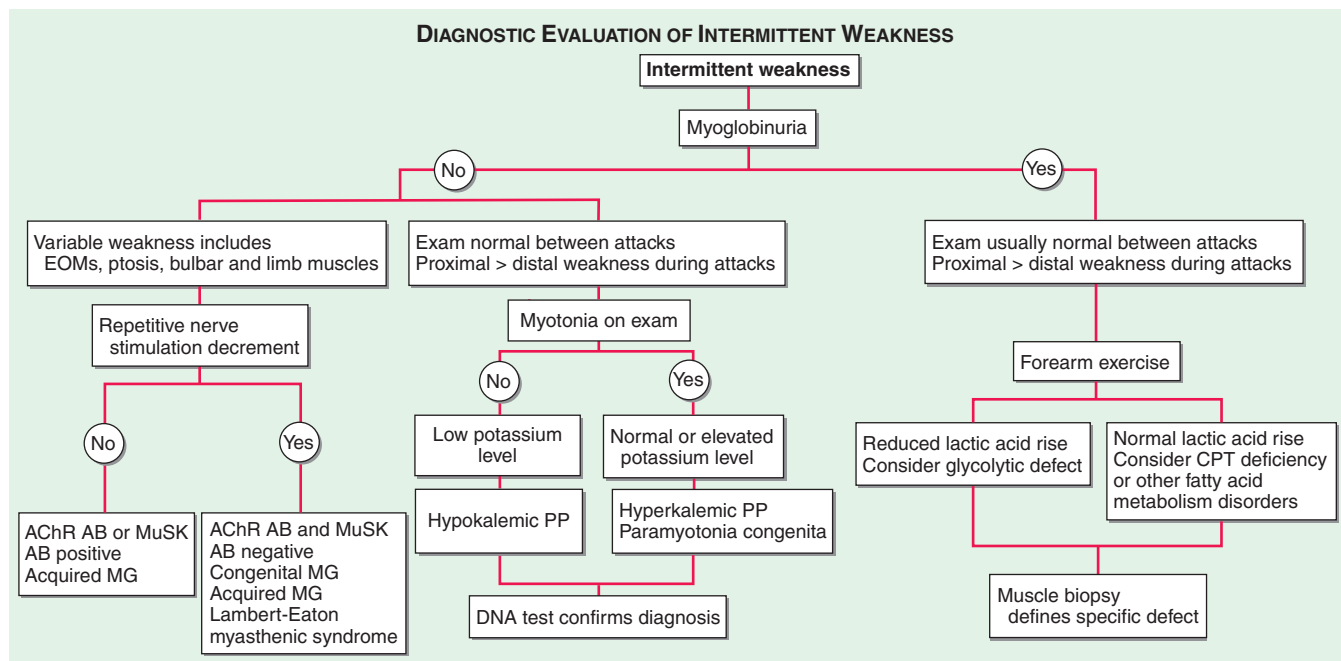 DIAGNOSTIC EVALUATION OF INTERMITTENT WEAKNESS
Intermittent weakness
Myoglobinuria
No
Yes
Variable weakness includes
EOMs, ptosis, bulbar and limb muscles
Exam normal between attacks
Proximal > distal weakness during attacks
Exam usually normal between attacks
Proximal > distal weakness during attacks
Repetitive nerve
stimulation decrement
Myotonia on exam
Forearm exercise
No
Yes
No
Yes
AChR AB or MuSK
AB positive
Acquired MG
AChR AB and MuSK
AB negative
Congenital MG
Acquired MG
Lambert-Eaton
myasthenic syndrome
Low potassium
level
Normal or elevated
potassium level
Hypokalemic PP
Hyperkalemic PP
Paramyotonia congenita
DNA test confirms diagnosis
Reduced lactic acid rise
Consider glycolytic defect
Normal lactic acid rise
Consider CPT deficiency
or other fatty acid
metabolism disorders
Muscle biopsy
defines specific defect